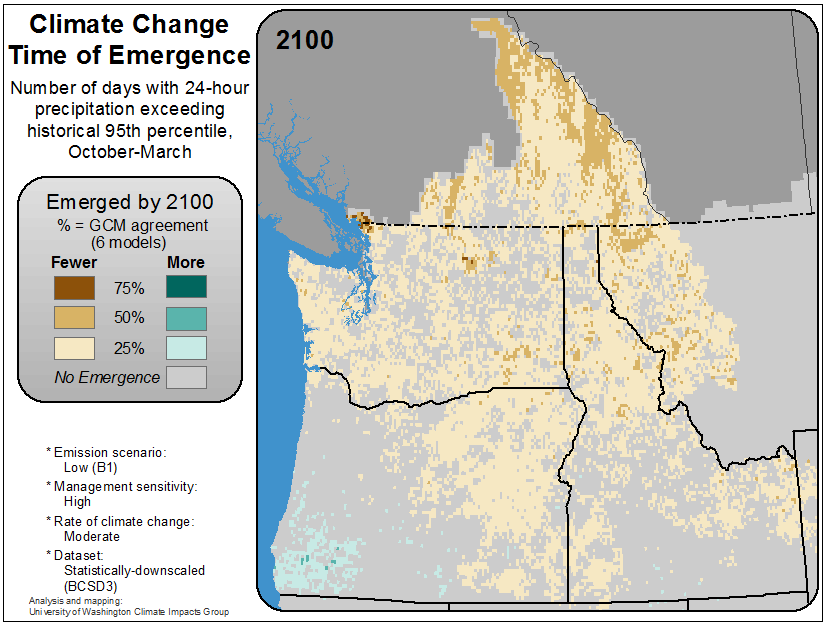 Climate Change
Time of Emergence
Number of days with 24-hour
precipitation exceeding
historical 95th percentile,
October-March
2100
Emerged by 2100
% = GCM agreement
(6 models)
Fewer More
75%
50%
25%
No Emergence
* Emission scenario:
Low (B1)
* Management sensitivity:
High
* Rate of climate change:
Moderate
* Dataset:
Statistically-downscaled
(BCSD3)
Analysis and mapping:
University of Washington Climate Impacts Group